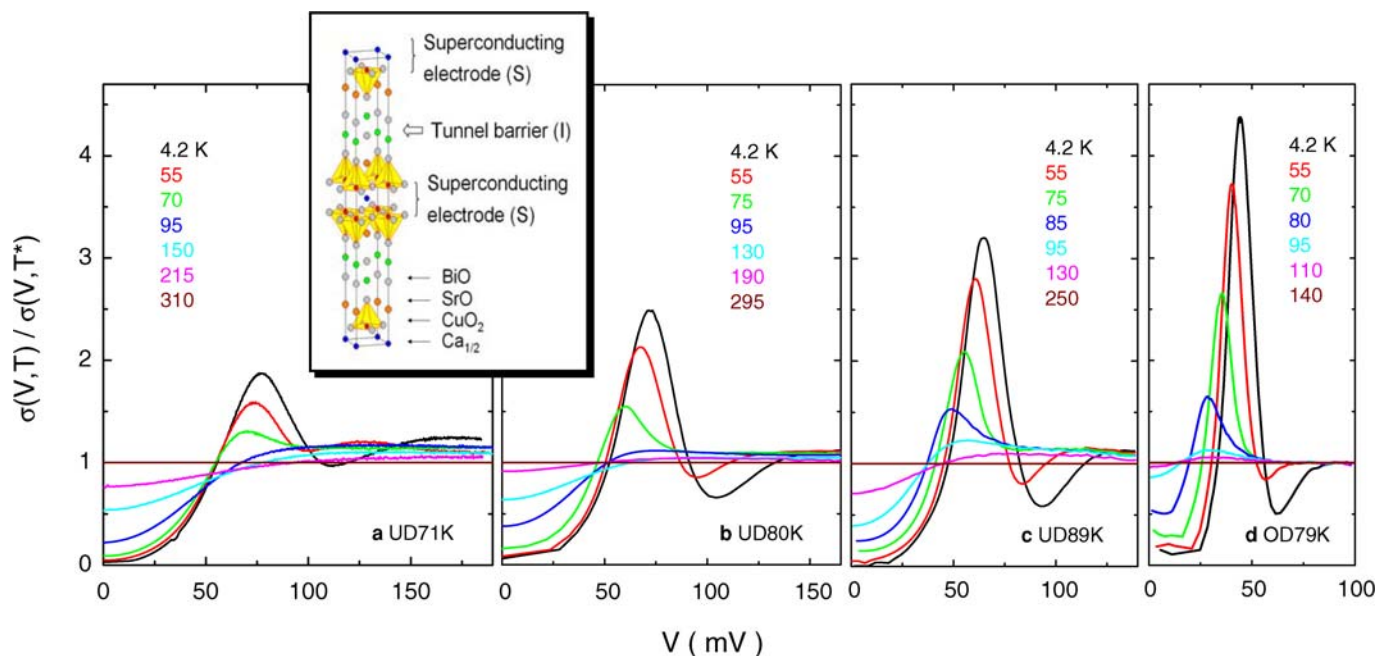 σ(V,T) / σ(V,T*)
4
3
2
1
0
4.2 K
55
70
95
150
215
310
a UD71K
0
50
100
150
Superconducting
electrode (S)
Tunnel barrier (I)
Superconducting
electrode (S)
BiO
SrO
CuO₂
Ca₁/₂
4.2 K
55
75
95
130
190
295
b UD80K
0
50
100
150
4.2 K
55
75
85
95
130
250
c UD89K
0
50
100
4.2 K
55
70
80
95
110
140
d OD79K
0
50
100
V ( mV )